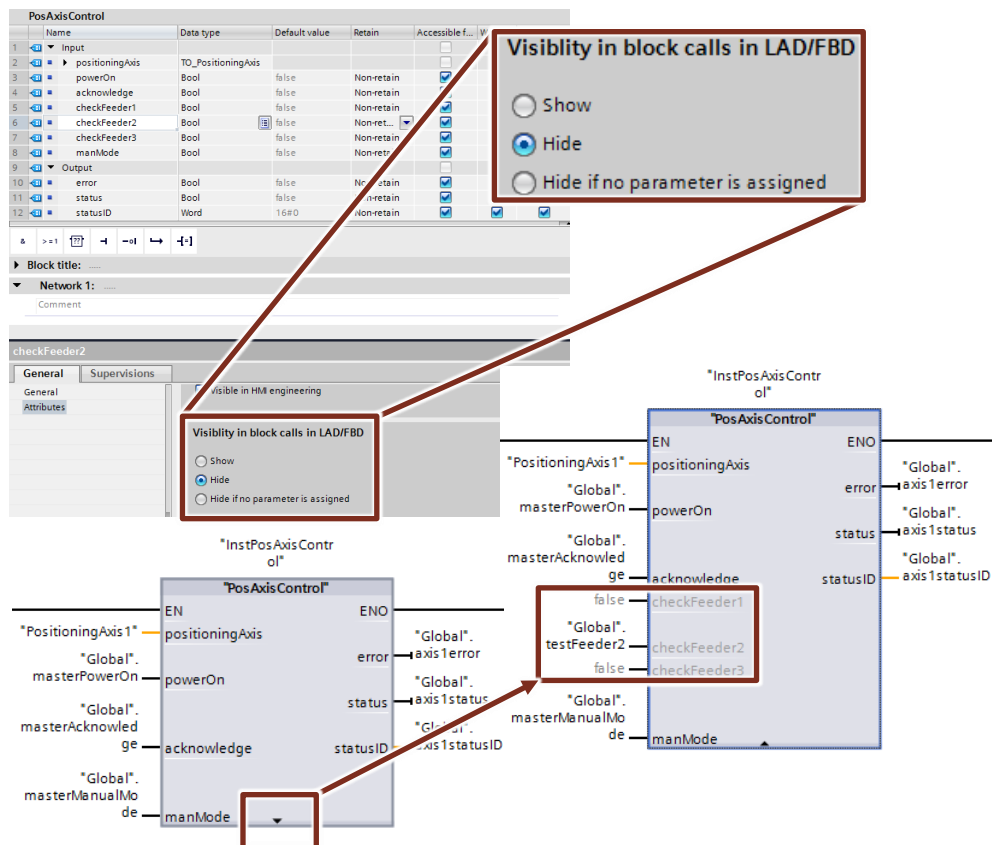 PosAxisControl
Name Data type Default value Retain Accessible f...
1 Input
2 positioningAxis TO_PositioningAxis
3 powerOn Bool false Non-retain
4 acknowledge Bool false Non-retain
5 checkFeeder1 Bool false Non-retain
6 checkFeeder2 Bool false Non-ret...
7 checkFeeder3 Bool false Non-retain
8 manMode Bool false
9 Output
10 error Bool false
11 status Bool false
12 statusID Word 16#0 Non-retain
Visiblity in block calls in LAD/FBD
Show
Hide
Hide if no parameter is assigned
& >=1 ?? -[=]
Block title: .....
Network 1: .....
Comment
checkFeeder2
General Supervisions
General
Attributes
Visible in HMI engineering
Visiblity in block calls in LAD/FBD
Show
Hide
Hide if no parameter is assigned
"InstPosAxisContr
ol"
"PosAxisControl"
EN ENO
"PositioningAxis1" positioningAxis
"Global".
axis1error
error
"Global".
masterPowerOn powerOn
"Global".
axis1status
status
"Global".
masterAcknowled
ge acknowledge
"Global".
axis1statusID
statusID
false checkFeeder1
"Global".
testFeeder2 checkFeeder2
false checkFeeder3
"Global".
masterManualMo
de manMode
"InstPosAxisContr
ol"
"PosAxisControl"
EN ENO
"PositioningAxis1" positioningAxis
"Global".
axis1error
error
"Global".
masterPowerOn powerOn
"Global".
axis1status
status
"Global".
masterAcknowled
ge acknowledge
"Global".
axis1statusID
statusID
"Global".
masterManualMo
de manMode